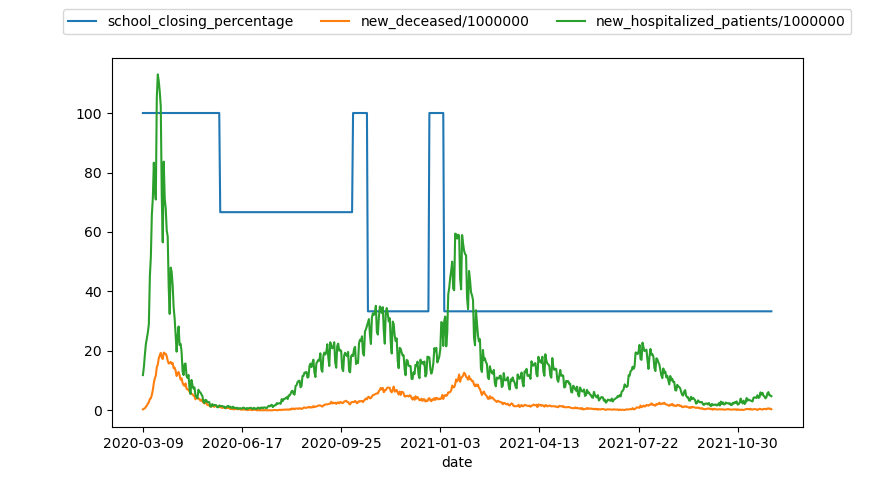 school_closing_percentage new_deceased/1000000 new_hospitalized_patients/1000000
100
80
60
40
20
0
2020-03-09 2020-06-17 2020-09-25 2021-01-03 2021-04-13 2021-07-22 2021-10-30
date